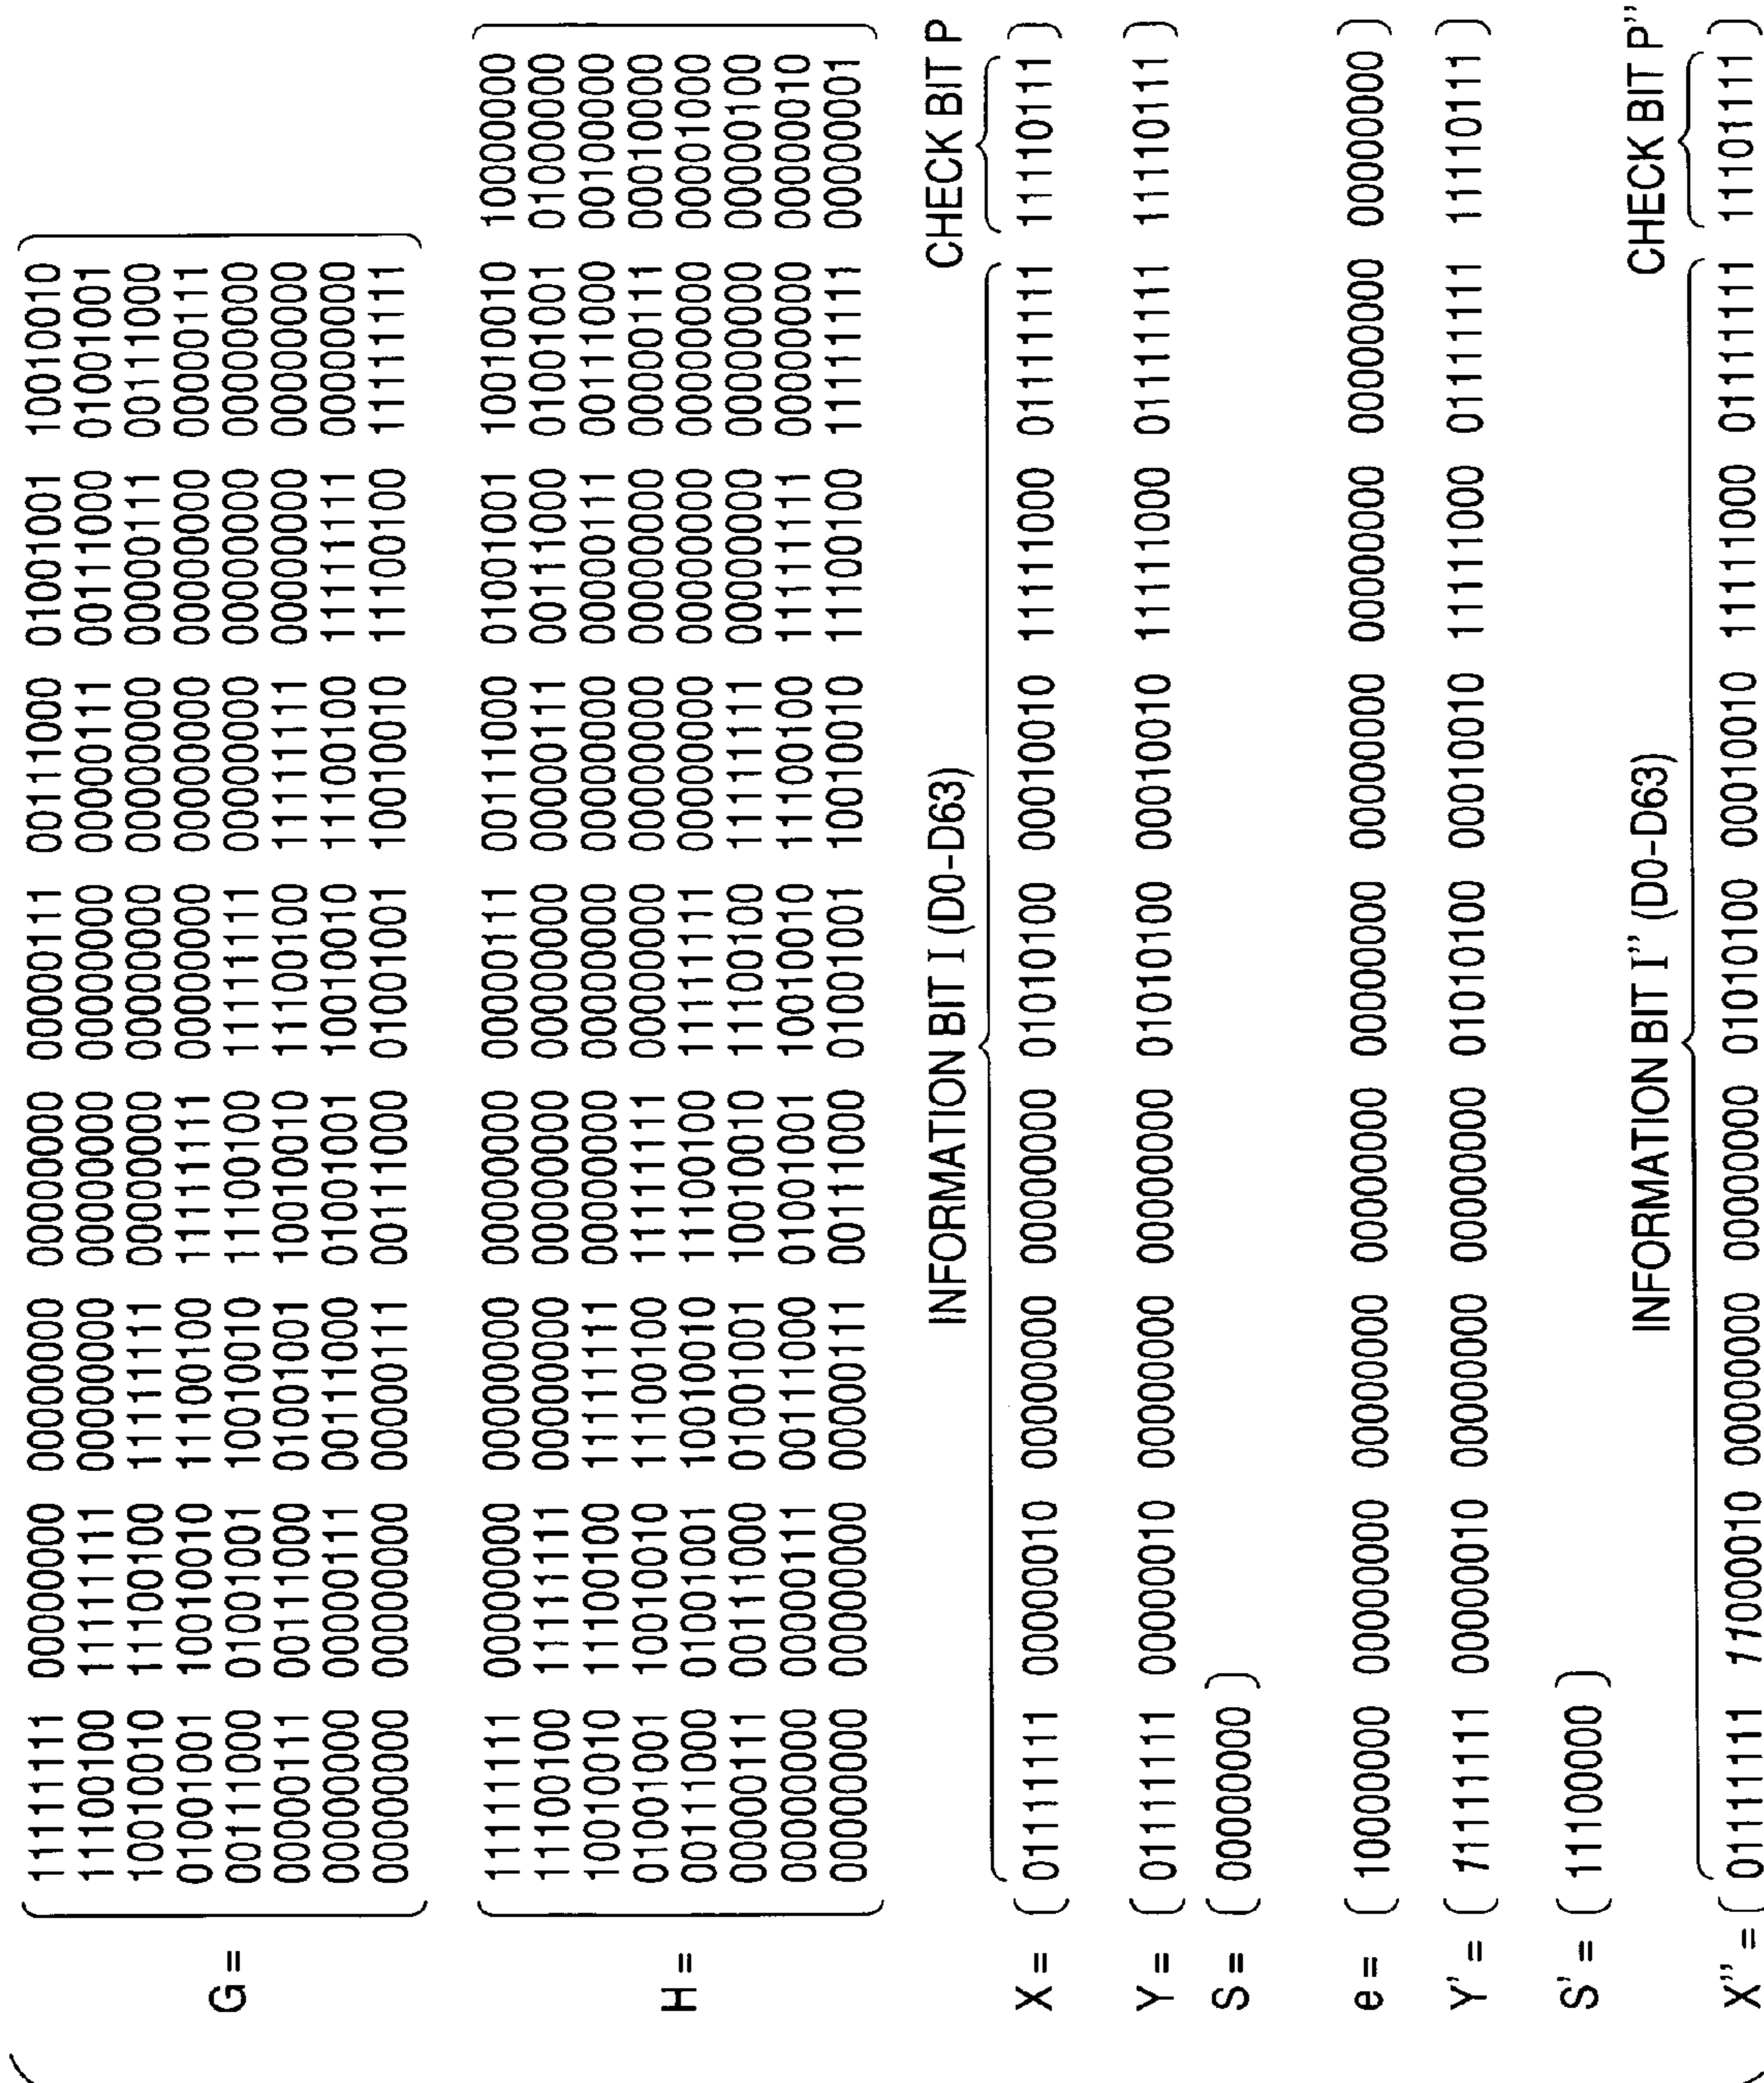 11111111 00000000 00000000 00000000 00000111 00111000 01001001 10010010
11100100 11111111 00000000 00000000 00000000 00000111 00111000 01001001
10010010 11100100 11111111 00000000 00000000 00000000 00000111 00111000
01001001 10010010 11100100 11111111 00000000 00000000 00000000 00000111
G = 00111000 01001001 10010010 11100100 11111111 00000000 00000000 00000000
00000111 00111000 01001001 10010010 11100100 11111111 00000000 00000000
00000000 00000111 00111000 01001001 10010010 11100100 11111111 00000000
00000000 00000000 00000111 00111000 01001001 10010010 11100100 11111111
11111111 00000000 00000000 00000000 00000111 00111000 01001001 10010010 10000000
11100100 11111111 00000000 00000000 00000000 00000111 00111000 01001001 01000000
10010010 11100100 11111111 00000000 00000000 00000000 00000111 00111000 00100000
01001001 10010010 11100100 11111111 00000000 00000000 00000000 00000111 00010000
H = 00111000 01001001 10010010 11100100 11111111 00000000 00000000 00000000 00001000
00000111 00111000 01001001 10010010 11100100 11111111 00000000 00000000 00000100
00000000 00000111 00111000 01001001 10010010 11100100 11111111 00000000 00000010
00000000 00000000 00000111 00111000 01001001 10010010 11100100 11111111 00000001
INFORMATION BIT I (D0-D63) CHECK BIT P
X = ( 01111111 00000010 00000000 00000000 01010100 00010010 11111000 01111111 11110111 )
Y = ( 01111111 00000010 00000000 00000000 01010100 00010010 11111000 01111111 11110111 )
S = ( 00000000 )
e = ( 10000000 00000000 00000000 00000000 00000000 00000000 00000000 00000000 00000000 )
Y' = ( 11111111 00000010 00000000 00000000 01010100 00010010 11111000 01111111 11110111 )
S' = ( 11100000 )
INFORMATION BIT I" (D0-D63) CHECK BIT P"
X" = ( 01111111 11000010 00000000 00000000 01010100 00010010 11111000 01111111 11101111 )